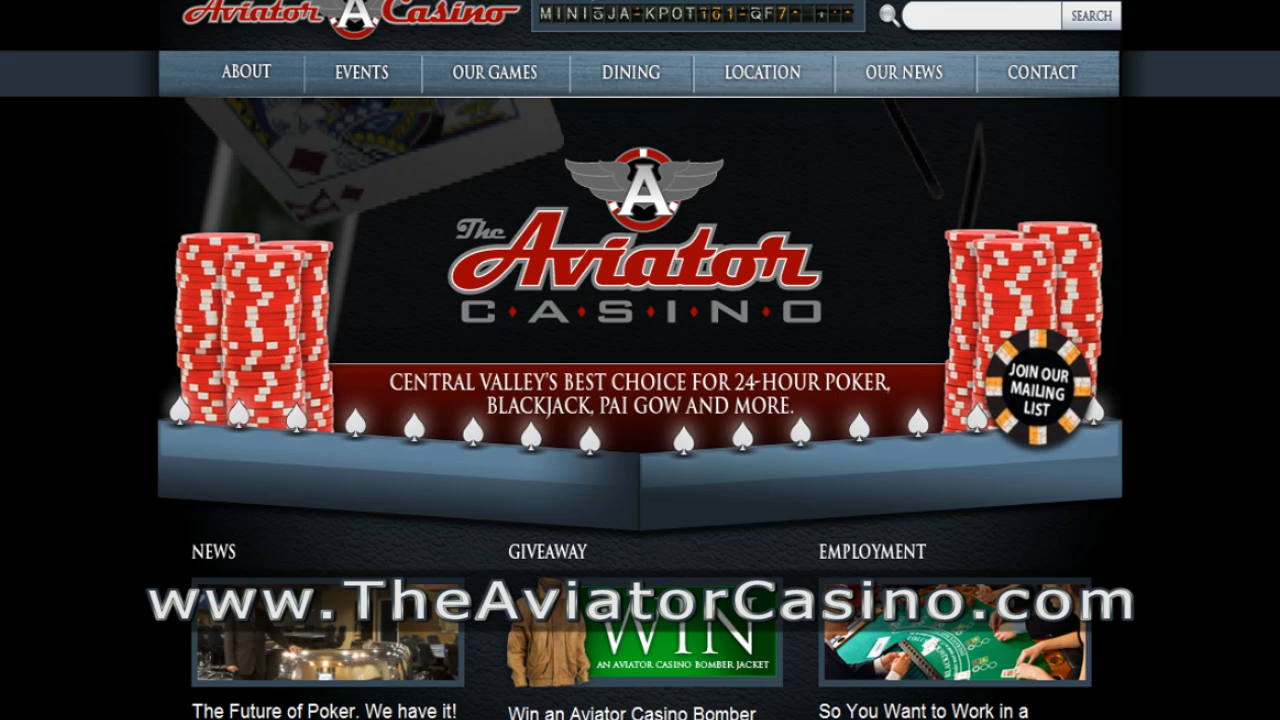 Aviator A Casino
SEARCH
ABOUT EVENTS OUR GAMES DINING LOCATION OUR NEWS CONTACT
A
The Aviator
CASINO
CENTRAL VALLEY'S BEST CHOICE FOR 24-HOUR POKER,
BLACKJACK, PAI GOW AND MORE.
JOIN OUR
MAILING
LIST
NEWS GIVEAWAY EMPLOYMENT
www.TheAviatorCasino.com
WIN
AN AVIATOR CASINO BOMBER JACKET
The Future of Poker. We have it!
Win an Aviator Casino Bomber
So You Want to Work in a